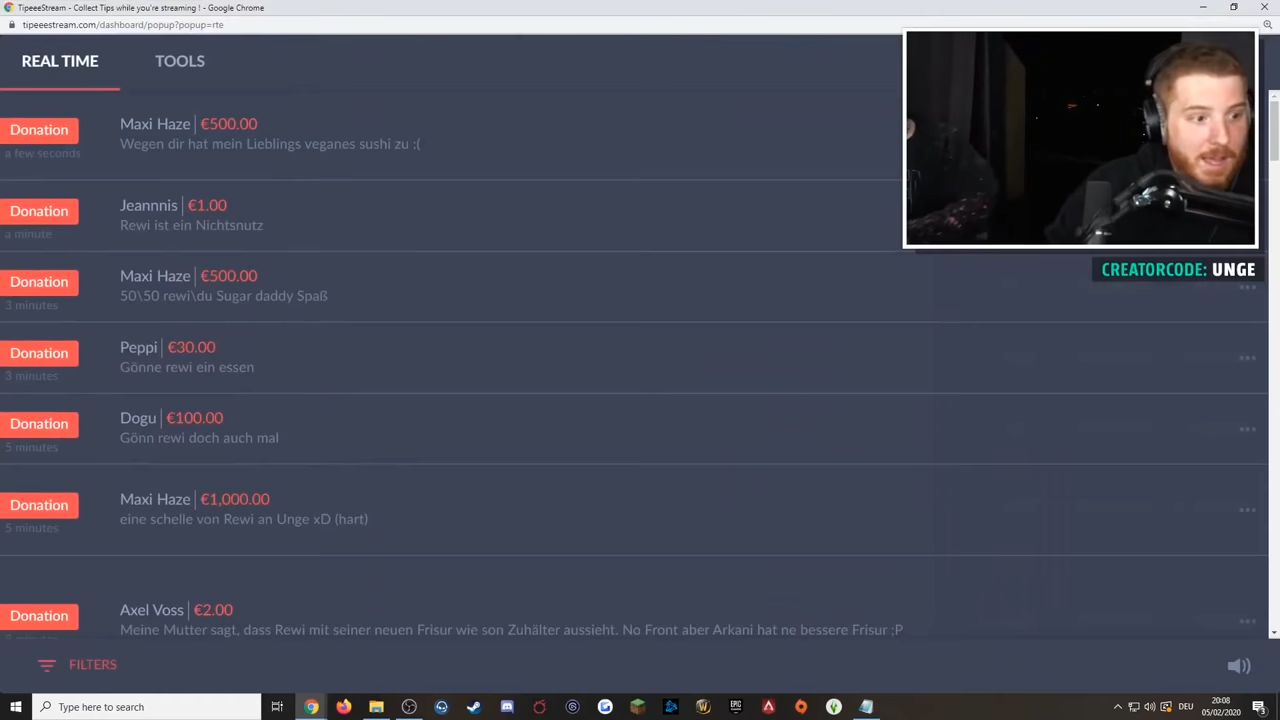 TipeeeStream - Collect Tips while you're streaming ! - Google Chrome
tipeeestream.com/dashboard/popup?popup=rte
REAL TIME
TOOLS
Donation
a few seconds
Maxi Haze | €500.00
Wegen dir hat mein Lieblings veganes sushi zu :(
Donation
a minute
Jeannnis | €1.00
Rewi ist ein Nichtsnutz
CREATORCODE: UNGE
Donation
3 minutes
Maxi Haze | €500.00
50\50 rewi\du Sugar daddy Spaß
Donation
3 minutes
Peppi | €30.00
Gönne rewi ein essen
Donation
5 minutes
Dogu | €100.00
Gönn rewi doch auch mal
Donation
5 minutes
Maxi Haze | €1,000.00
eine schelle von Rewi an Unge xD (hart)
Donation
Axel Voss | €2.00
Meine Mutter sagt, dass Rewi mit seiner neuen Frisur wie son Zuhälter aussieht. No Front aber Arkani hat ne bessere Frisur ;P
FILTERS
Type here to search
DEU
20:08
05/02/2020